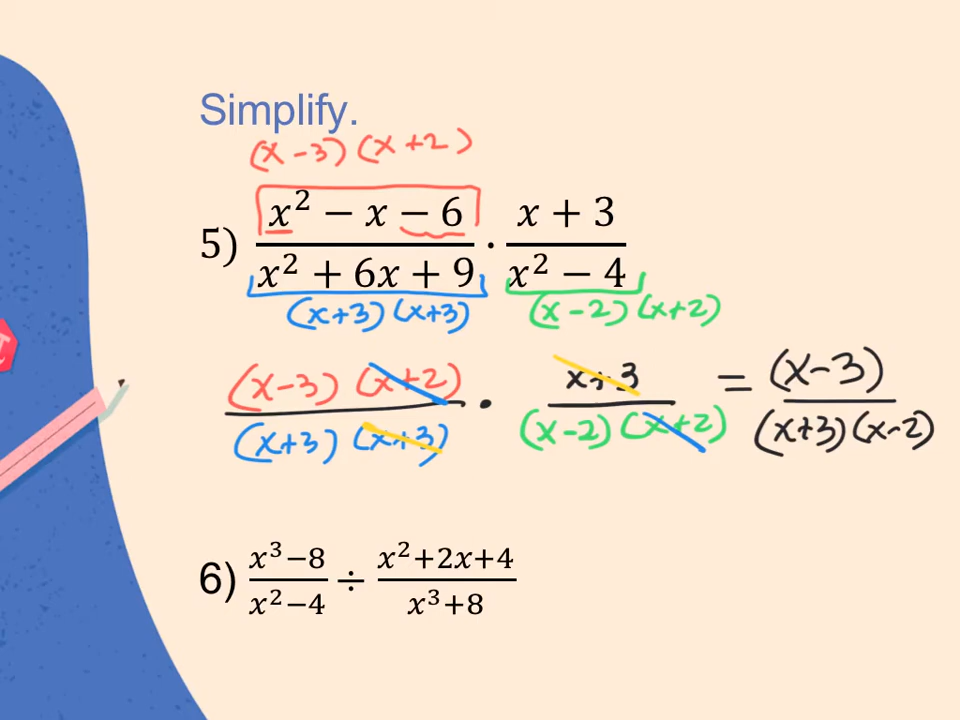 Simplify.
(x-3)(x+2)
5) x² − x − 6 / x² + 6x + 9 · x + 3 / x² − 4
(x+3)(x+3) (x-2)(x+2)
(x-3)(x+2) / (x+3)(x+3) · x+3 / (x-2)(x+2) = (x-3) / (x+3)(x-2)
6) x³−8 / x²−4 ÷ x²+2x+4 / x³+8